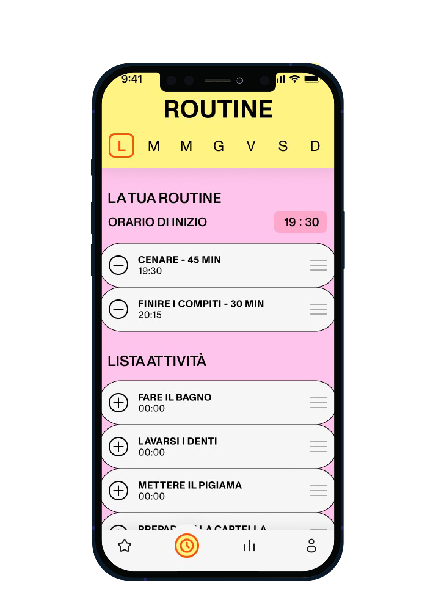 9:41
ROUTINE
L M M G V S D
LA TUA ROUTINE
ORARIO DI INIZIO 19 : 30
CENARE - 45 MIN
19:30
FINIRE I COMPITI - 30 MIN
20:15
LISTA ATTIVITÀ
FARE IL BAGNO
00:00
LAVARSI I DENTI
00:00
METTERE IL PIGIAMA
00:00
LA CARTELLA